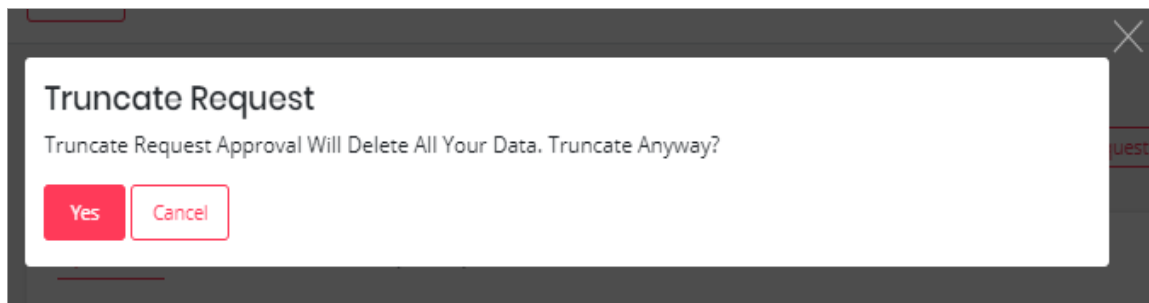 Truncate Request
Truncate Request Approval Will Delete All Your Data. Truncate Anyway?
Yes
Cancel